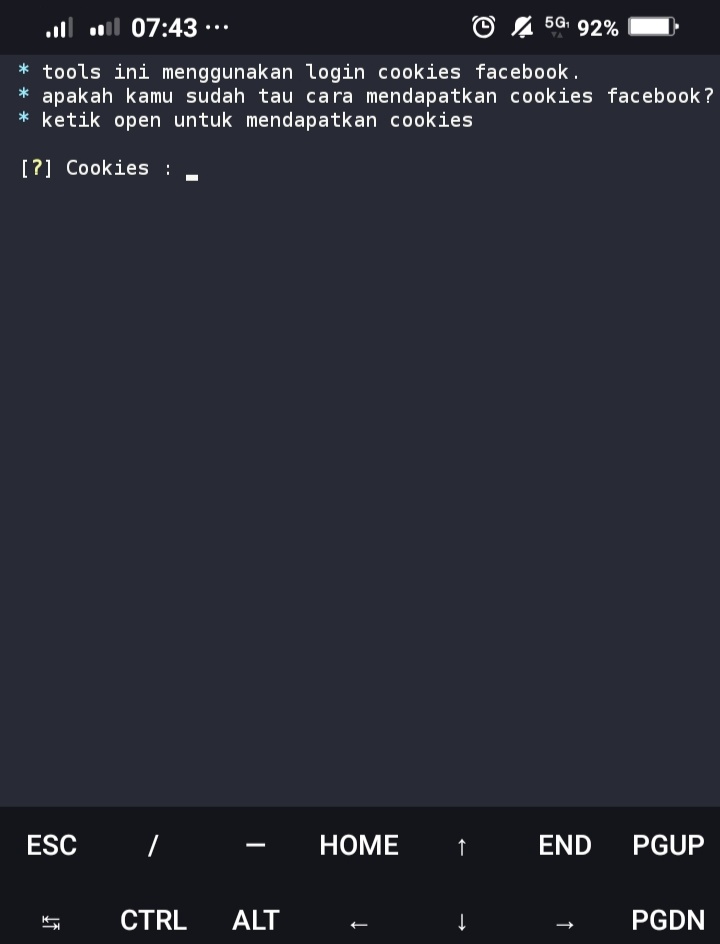 07:43 ... 5G 92%
* tools ini menggunakan login cookies facebook.
* apakah kamu sudah tau cara mendapatkan cookies facebook?
* ketik open untuk mendapatkan cookies
[?] Cookies : _
ESC / — HOME ↑ END PGUP
↹ CTRL ALT ← ↓ → PGDN